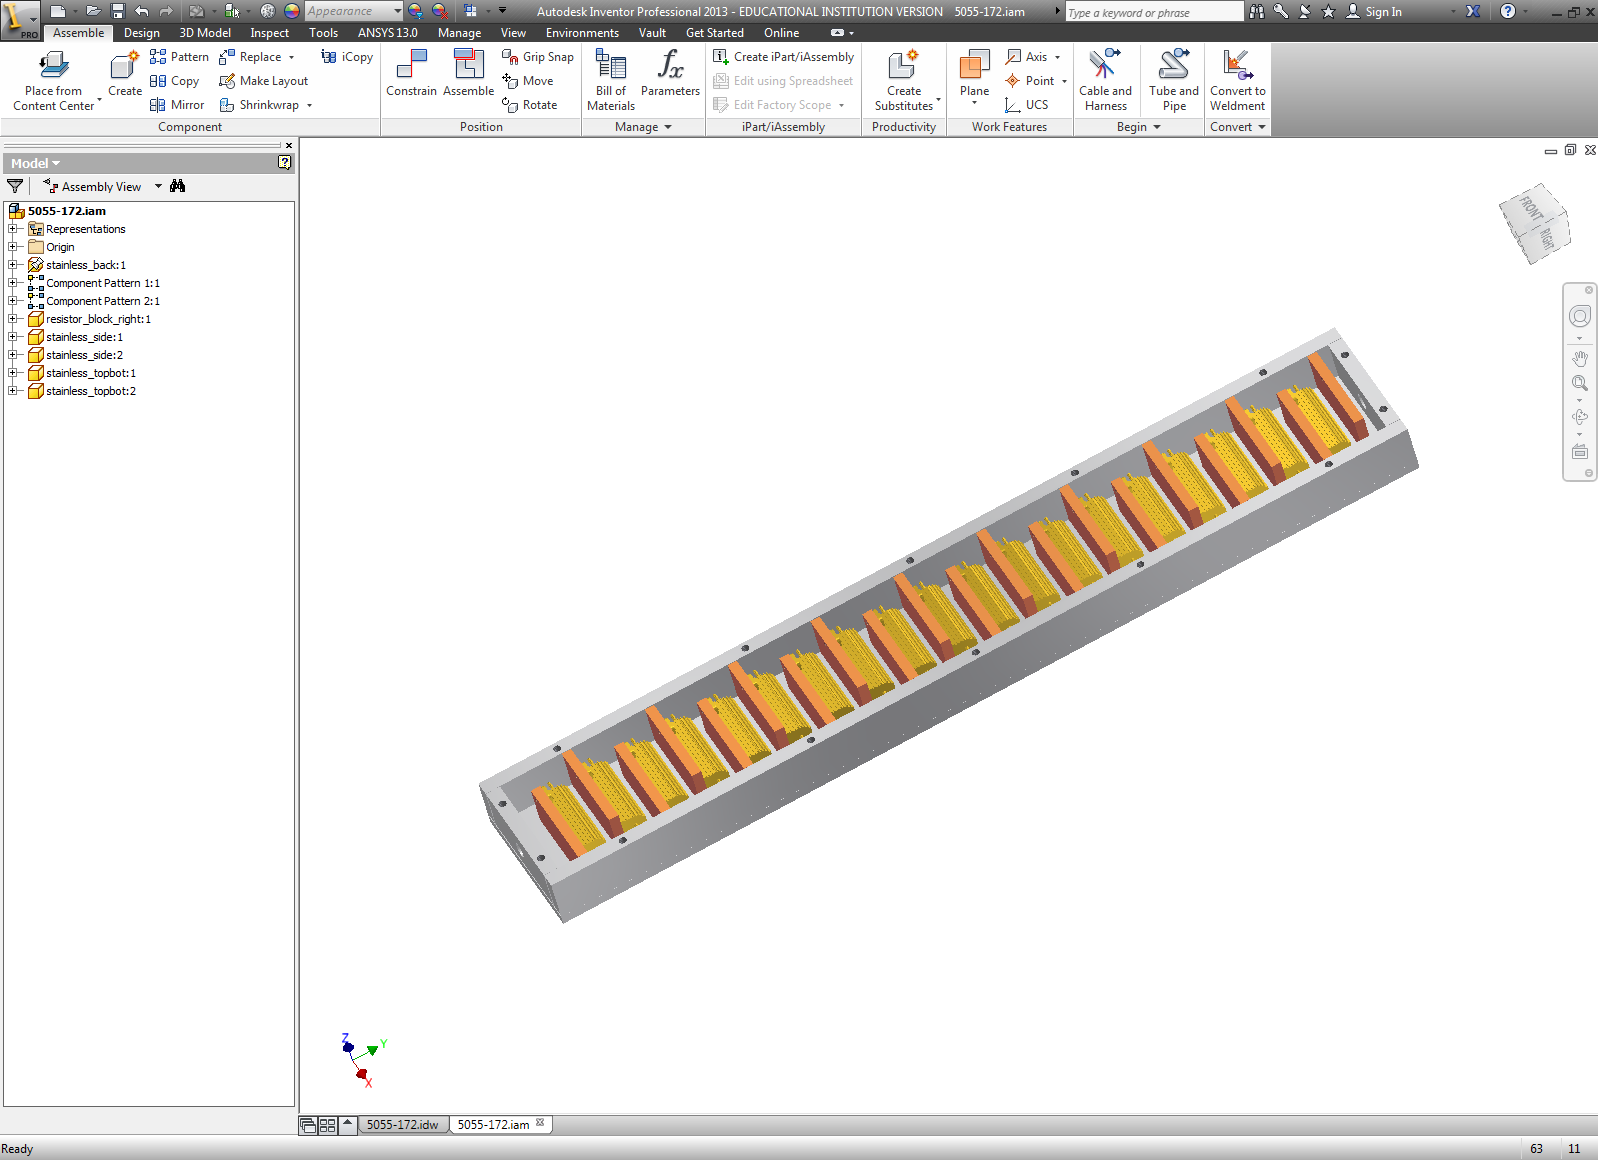 PRO
Appearance
Autodesk Inventor Professional 2013 - EDUCATIONAL INSTITUTION VERSION 5055-172.iam
Type a keyword or phrase
Sign In
Assemble Design 3D Model Inspect Tools ANSYS 13.0 Manage View Environments Vault Get Started Online
Place from
Content Center
Create
Pattern
Copy
Mirror
Replace
Make Layout
Shrinkwrap
iCopy
Component
Constrain
Assemble
Grip Snap
Move
Rotate
Position
Bill of
Materials
Parameters
Manage
Create iPart/iAssembly
Edit using Spreadsheet
Edit Factory Scope
iPart/iAssembly
Create
Substitutes
Productivity
Plane
Axis
Point
UCS
Work Features
Cable and
Harness
Tube and
Pipe
Begin
Convert to
Weldment
Convert
Model
Assembly View
5055-172.iam
Representations
Origin
stainless_back:1
Component Pattern 1:1
Component Pattern 2:1
resistor_block_right:1
stainless_side:1
stainless_side:2
stainless_topbot:1
stainless_topbot:2
FRONT
RIGHT
Z
Y
X
5055-172.idw
5055-172.iam
Ready
63 11